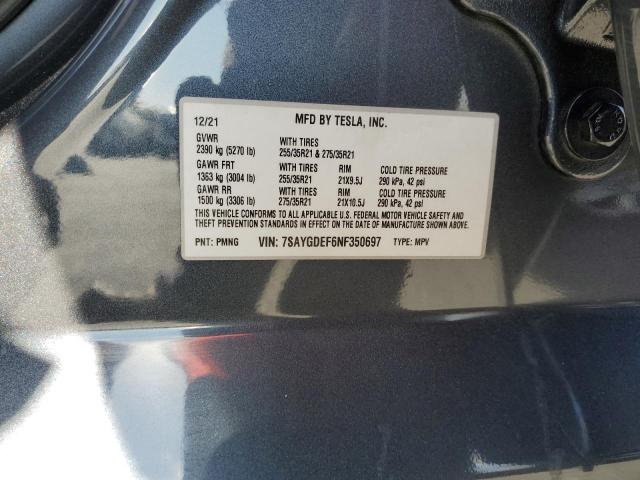 12/21 MFD BY TESLA, INC.
GVWR WITH TIRES
2390 kg (5270 lb) 255/35R21 & 275/35R21
GAWR FRT WITH TIRES RIM COLD TIRE PRESSURE
1363 kg (3004 lb) 255/35R21 21X9.5J 290 kPa, 42 psi
GAWR RR WITH TIRES RIM COLD TIRE PRESSURE
1500 kg (3306 lb) 275/35R21 21X10.5J 290 kPa, 42 psi
THIS VEHICLE CONFORMS TO ALL APPLICABLE U.S. FEDERAL MOTOR VEHICLE SAFETY AND
THEFT PREVENTION STANDARDS IN EFFECT ON THE DATE OF MANUFACTURE SHOWN ABOVE.
PNT: PMNG VIN: 7SAYGDEF6NF350697 TYPE: MPV